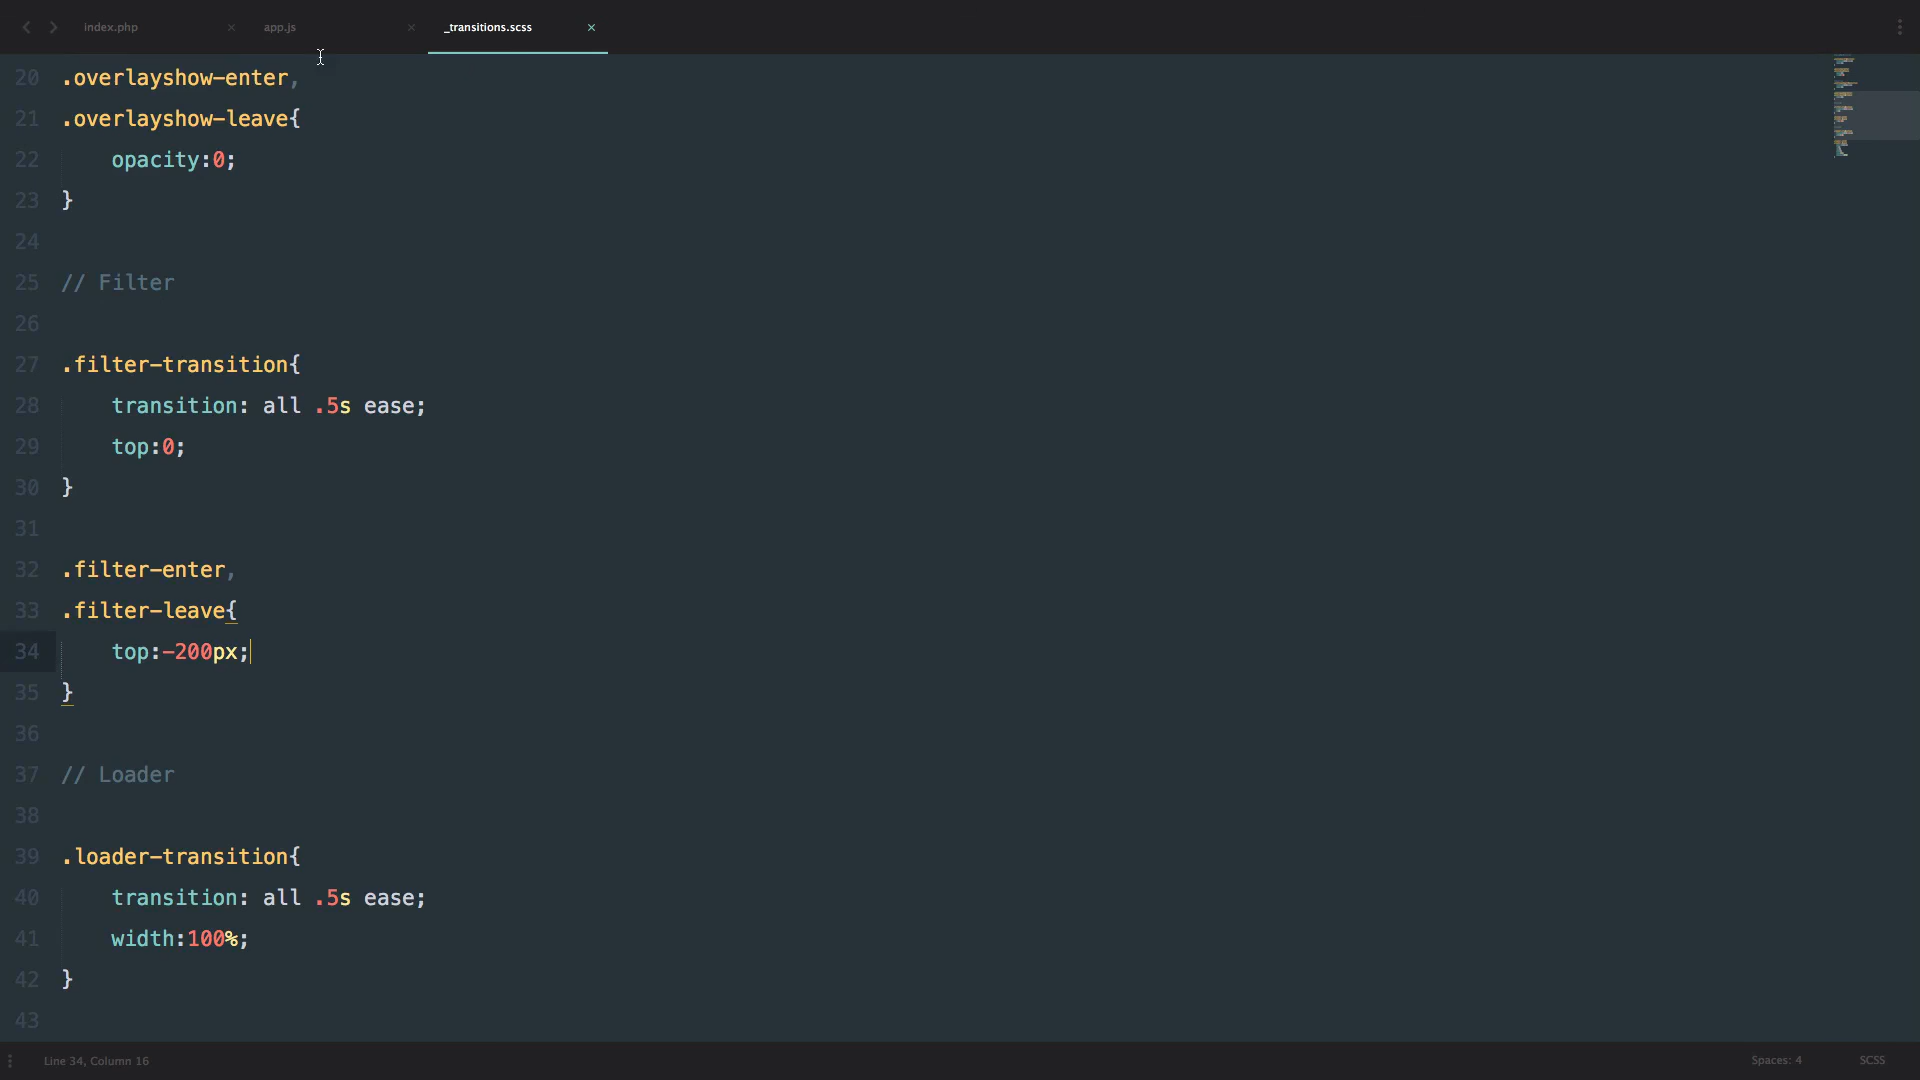 index.php × app.js × _transitions.scss ×
20 .overlayshow-enter,
21 .overlayshow-leave{
22 opacity:0;
23 }
24
25 // Filter
26
27 .filter-transition{
28 transition: all .5s ease;
29 top:0;
30 }
31
32 .filter-enter,
33 .filter-leave{
34 top:-200px;
35 }
36
37 // Loader
38
39 .loader-transition{
40 transition: all .5s ease;
41 width:100%;
42 }
43
Line 34, Column 16 Spaces: 4 SCSS